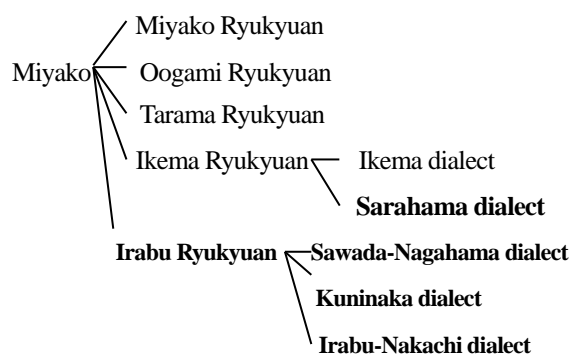 Miyako Ryukyuan
Miyako Oogami Ryukyuan
Tarama Ryukyuan
Ikema Ryukyuan Ikema dialect
Sarahama dialect
Irabu Ryukyuan Sawada-Nagahama dialect
Kuninaka dialect
Irabu-Nakachi dialect